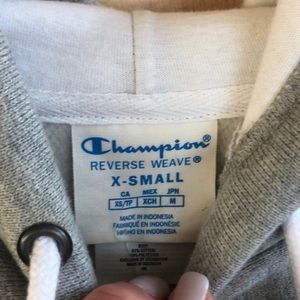 Champion
REVERSE WEAVE®
X-SMALL
CA MEX JPN
XS/TP XCH M
MADE IN INDONESIA
FABRIQUÉ EN INDONÉSIE
HECHO EN INDONESIA
BODY